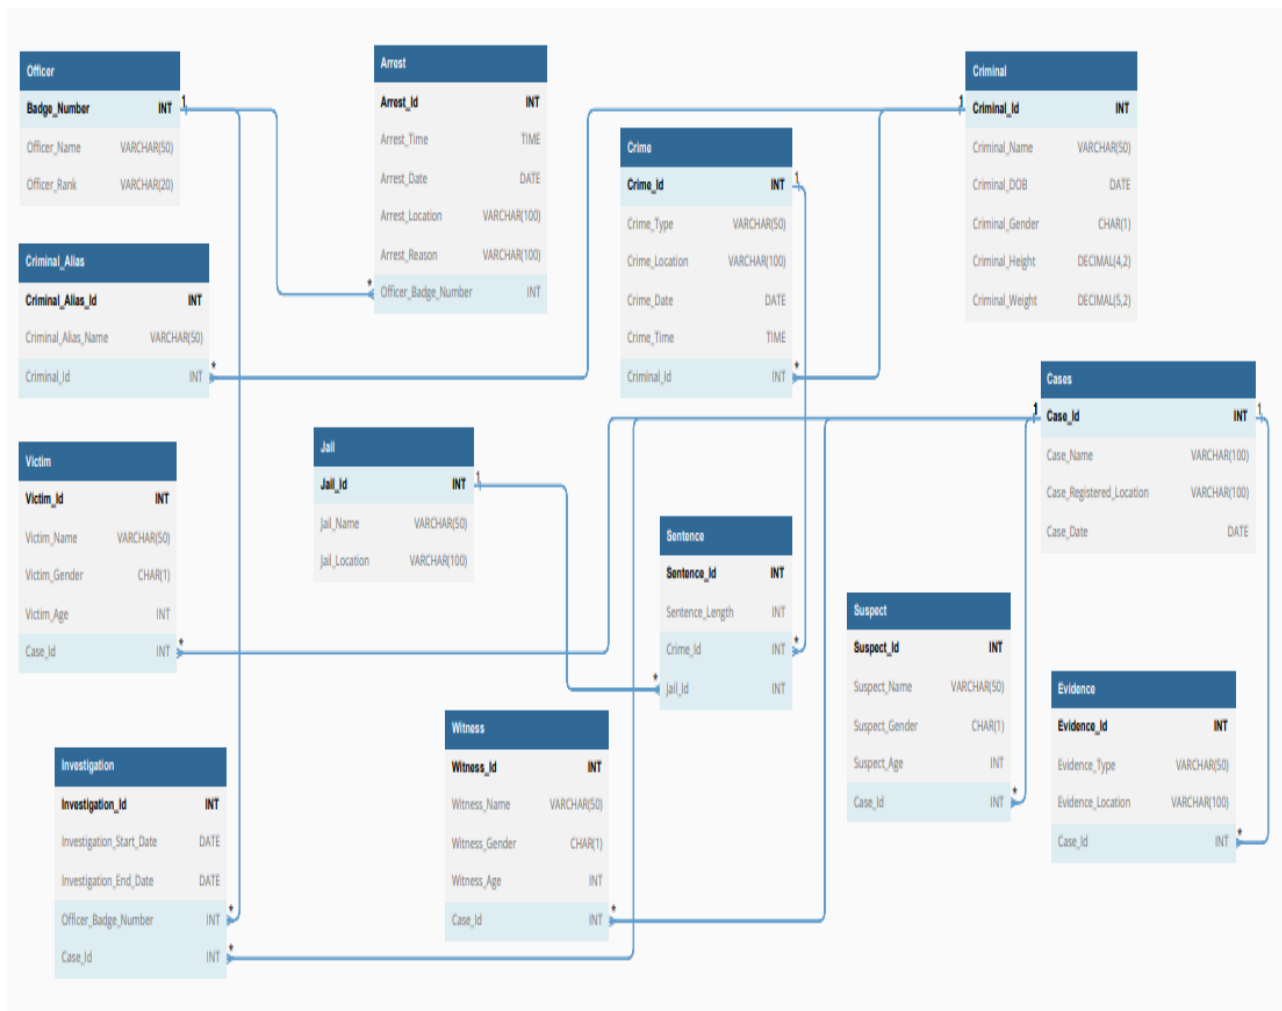 Officer
Badge_Number INT 1
Officer_Name VARCHAR(50)
Officer_Rank VARCHAR(20)
Arrest
Arrest_Id INT
Arrest_Time TIME
Arrest_Date DATE
Arrest_Location VARCHAR(100)
Arrest_Reason VARCHAR(100)
* Officer_Badge_Number INT
Crime
Crime_Id INT 1
Crime_Type VARCHAR(50)
Crime_Location VARCHAR(100)
Crime_Date DATE
Crime_Time TIME
Criminal_Id INT *
Criminal
1 Criminal_Id INT
Criminal_Name VARCHAR(50)
Criminal_DOB DATE
Criminal_Gender CHAR(1)
Criminal_Height DECIMAL(4,2)
Criminal_Weight DECIMAL(5,2)
Criminal_Alias
Criminal_Alias_Id INT
Criminal_Alias_Name VARCHAR(50)
Criminal_Id INT *
Cases
1 Case_Id INT 1
Case_Name VARCHAR(100)
Case_Registered_Location VARCHAR(100)
Case_Date DATE
Victim
Victim_Id INT
Victim_Name VARCHAR(50)
Victim_Gender CHAR(1)
Victim_Age INT
Case_Id INT *
Jail
Jail_Id INT 1
Jail_Name VARCHAR(50)
Jail_Location VARCHAR(100)
Sentence
Sentence_Id INT
Sentence_Length INT
Crime_Id INT *
* Jail_Id INT
Suspect
Suspect_Id INT
Suspect_Name VARCHAR(50)
Suspect_Gender CHAR(1)
Suspect_Age INT
Case_Id INT *
Evidence
Evidence_Id INT
Evidence_Type VARCHAR(50)
Evidence_Location VARCHAR(100)
Case_Id INT *
Witness
Witness_Id INT
Witness_Name VARCHAR(50)
Witness_Gender CHAR(1)
Witness_Age INT
Case_Id INT *
Investigation
Investigation_Id INT
Investigation_Start_Date DATE
Investigation_End_Date DATE
Officer_Badge_Number INT *
Case_Id INT *